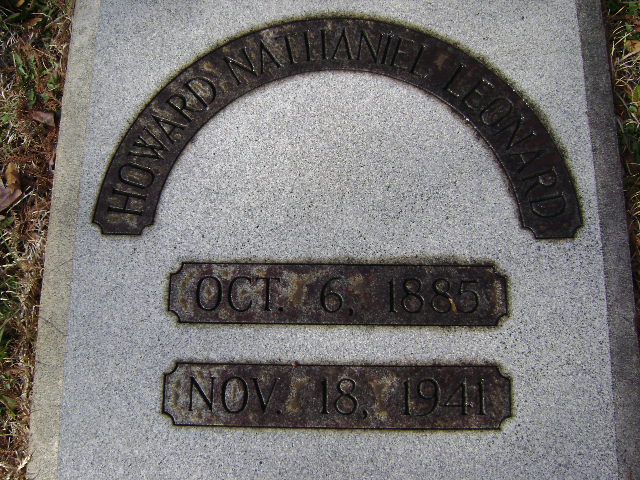 HOWARD NATHANIEL LEONARD
OCT. 6, 1885
NOV. 18, 1941